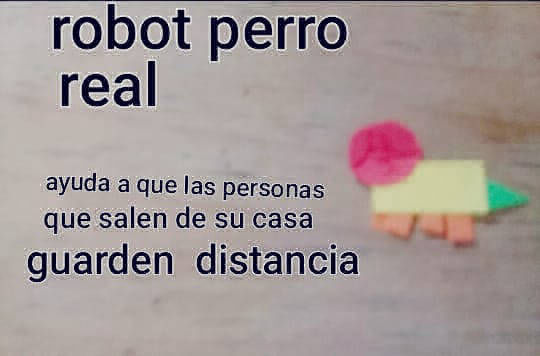 robot perro
real
ayuda a que las personas
que salen de su casa
guarden distancia